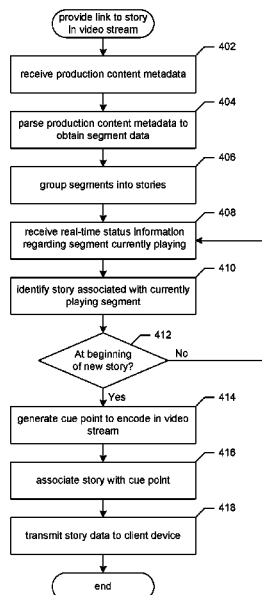 provide link to story
in video stream
402
receive production content metadata
404
parse production content metadata to
obtain segment data
406
group segments into stories
408
receive real-time status information
regarding segment currently playing
410
identify story associated with currently
playing segment
412
At beginning
of new story?
No
Yes
414
generate cue point to encode in video
stream
416
associate story with cue point
418
transmit story data to client device
end